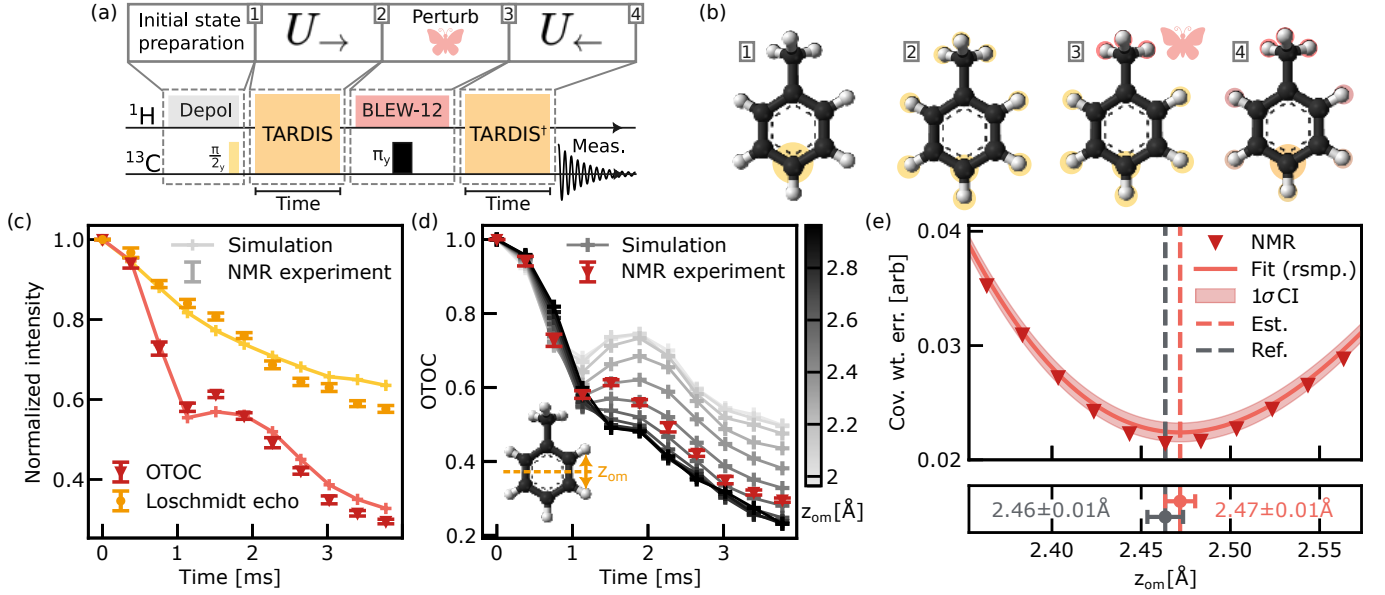 (a)
Initial state
preparation
1
U→
2
Perturb
3
U←
4
¹H
Depol
TARDIS
BLEW-12
TARDIS†
¹³C
π/2 y
π y
Meas.
Time
Time
(b)
1
2
3
4
(c)
Normalized intensity
1.0
0.8
0.6
0.4
Simulation
NMR experiment
OTOC
Loschmidt echo
0
1
2
3
Time [ms]
(d)
OTOC
1.0
0.8
0.6
0.4
0.2
Simulation
NMR experiment
z_om
0
1
2
3
Time [ms]
2.8
2.6
2.4
2.2
2
z_om[Å]
(e)
Cov. wt. err. [arb]
0.04
0.03
0.02
NMR
Fit (rsmp.)
1σ CI
Est.
Ref.
2.46±0.01Å
2.47±0.01Å
2.40
2.45
2.50
2.55
z_om[Å]